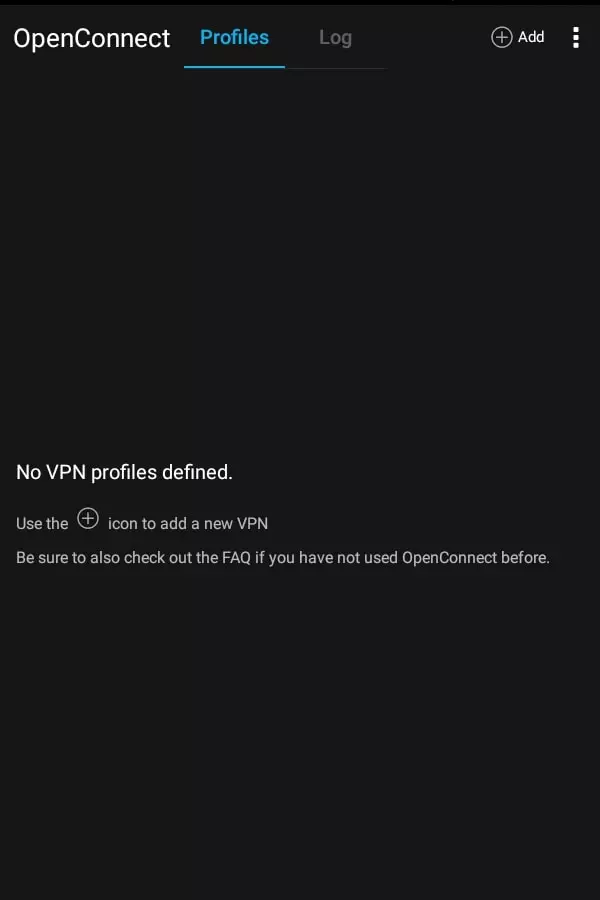 OpenConnect Profiles Log Add
No VPN profiles defined.
Use the icon to add a new VPN
Be sure to also check out the FAQ if you have not used OpenConnect before.